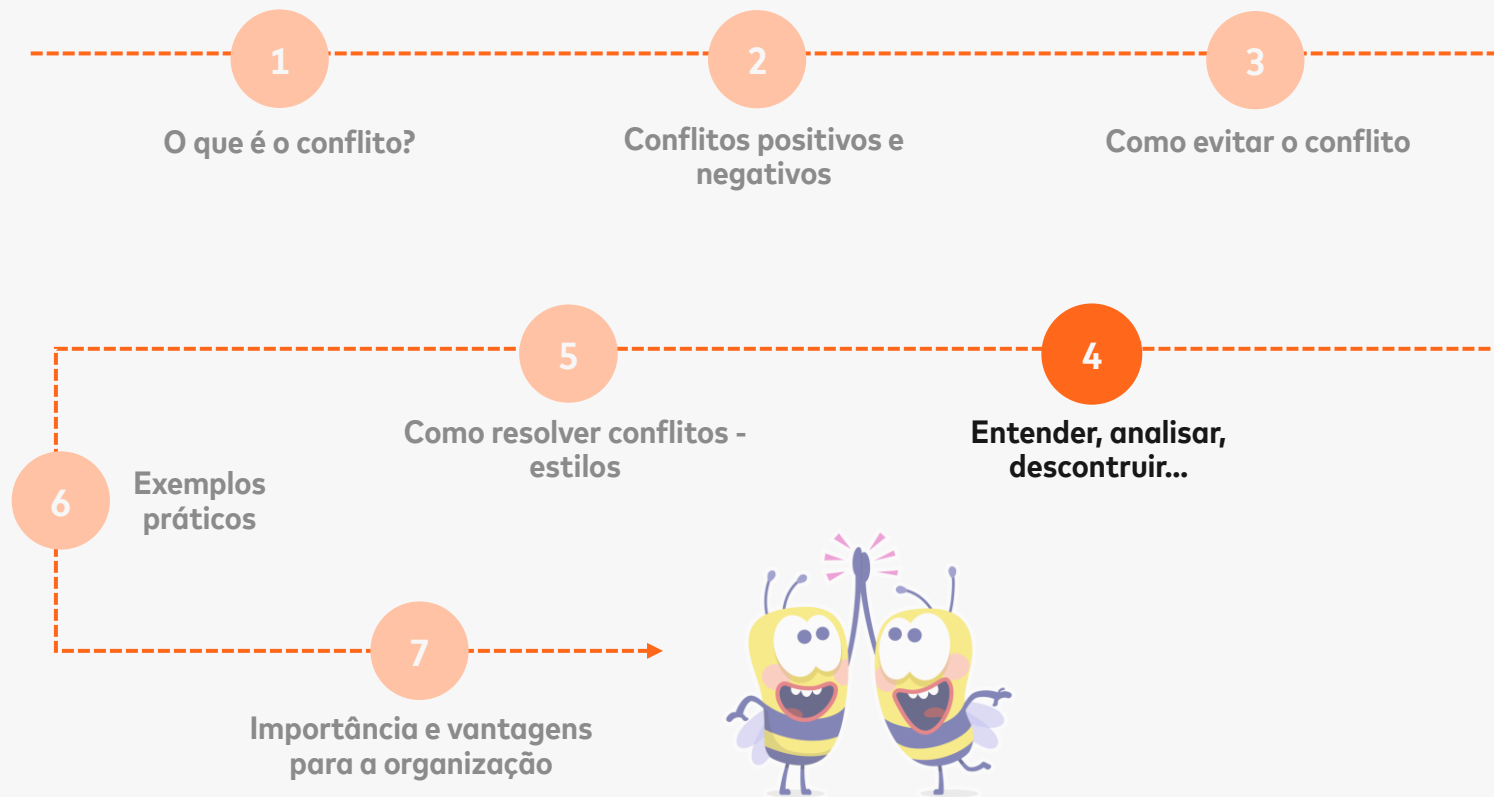 1
O que é o conflito?
2
Conflitos positivos e
negativos
3
Como evitar o conflito
4
Entender, analisar,
descontruir...
5
Como resolver conflitos -
estilos
6
Exemplos
práticos
7
Importância e vantagens
para a organização